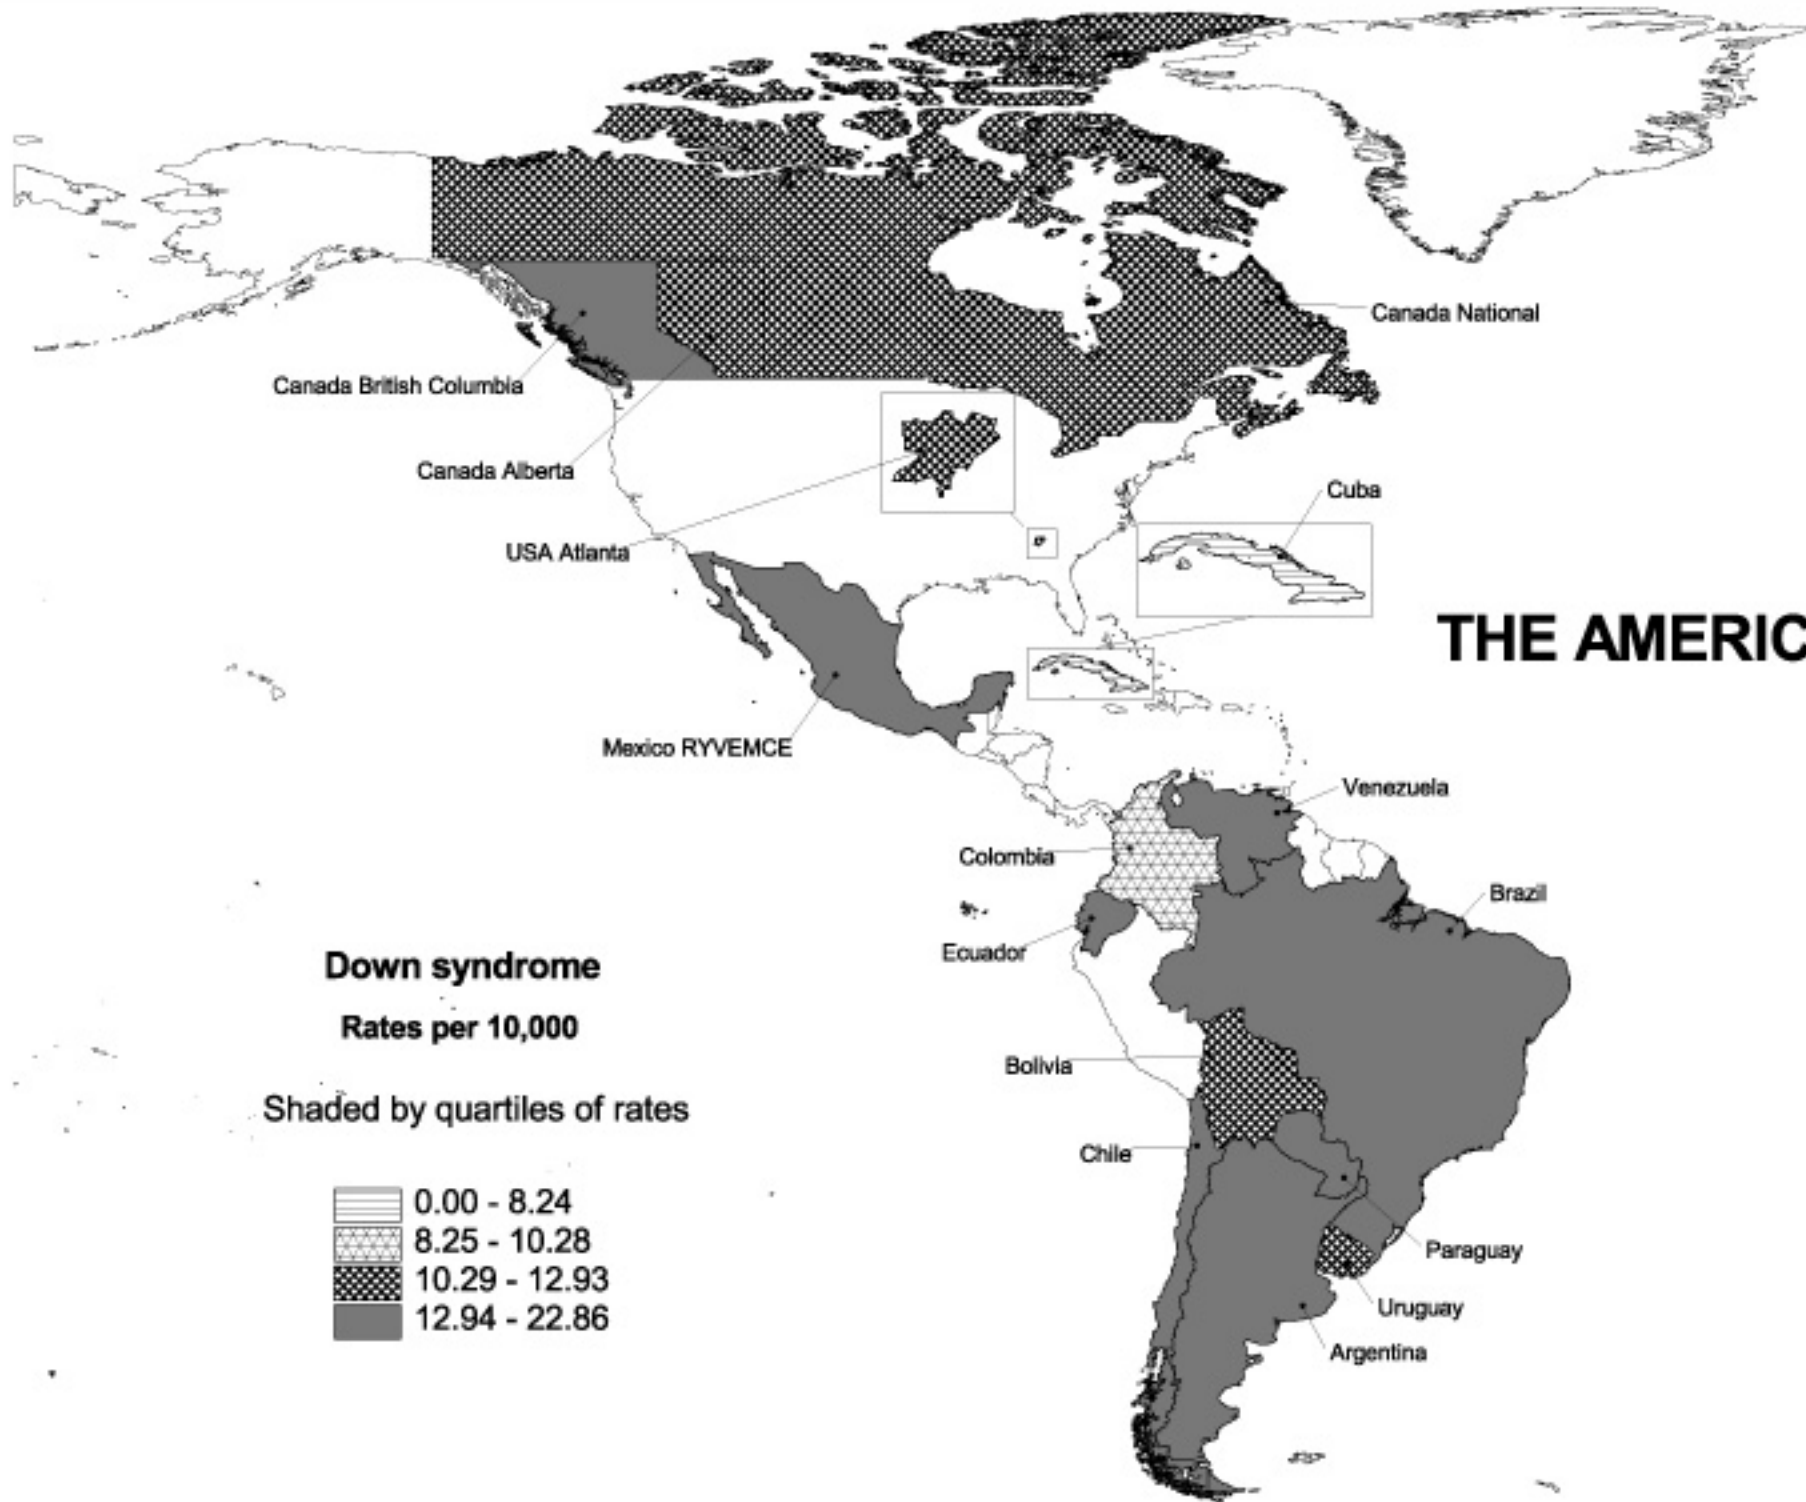 Canada National
Canada British Columbia
Canada Alberta
Cuba
USA Atlanta
THE AMERIC
Mexico RYVEMCE
Venezuela
Colombia
Brazil
Ecuador
Down syndrome
Rates per 10,000
Bolivia
Shaded by quartiles of rates
Chile
0.00 - 8.24
8.25 - 10.28
10.29 - 12.93
12.94 - 22.86
Paraguay
Uruguay
Argentina